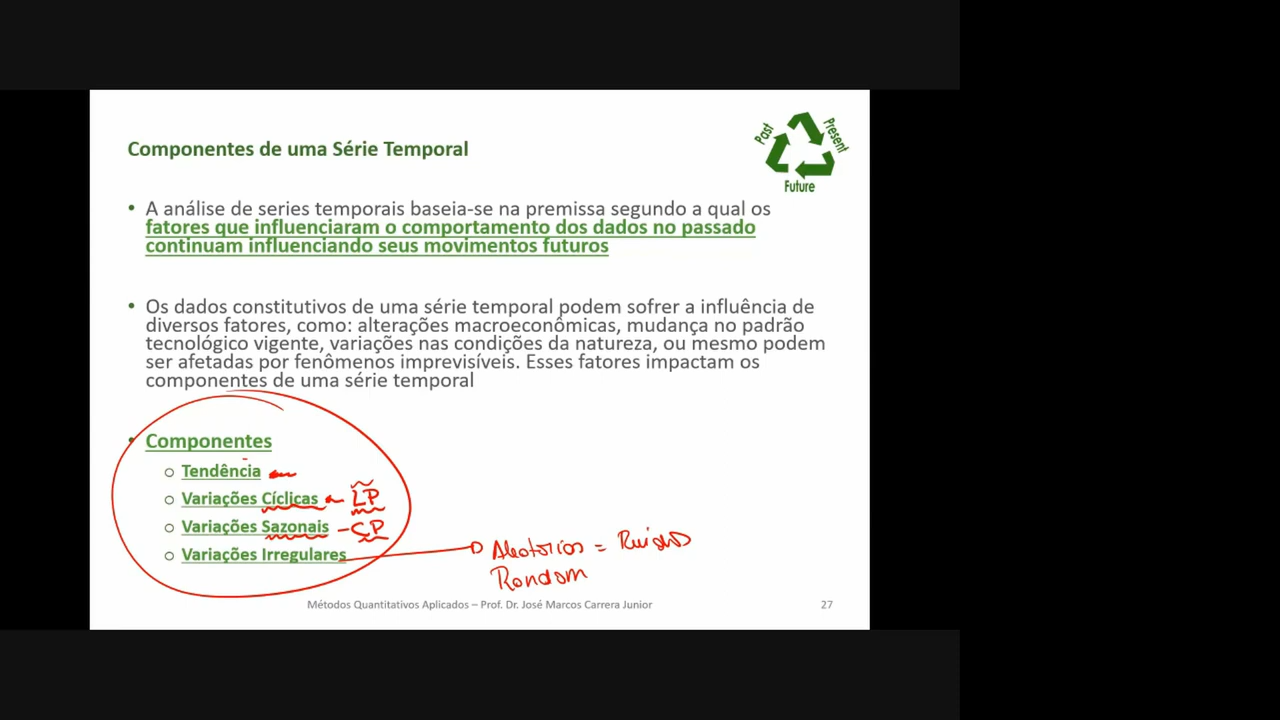 Componentes de uma Série Temporal
Past
Present
Future
• A análise de series temporais baseia-se na premissa segundo a qual os
fatores que influenciaram o comportamento dos dados no passado
continuam influenciando seus movimentos futuros
• Os dados constitutivos de uma série temporal podem sofrer a influência de
diversos fatores, como: alterações macroeconômicas, mudança no padrão
tecnológico vigente, variações nas condições da natureza, ou mesmo podem
ser afetadas por fenômenos imprevisíveis. Esses fatores impactam os
componentes de uma série temporal
• Componentes
○ Tendência
○ Variações Cíclicas - LP
○ Variações Sazonais - CP
○ Variações Irregulares
Aleatórios = Ruídos
Random
Métodos Quantitativos Aplicados – Prof. Dr. José Marcos Carrera Junior
27